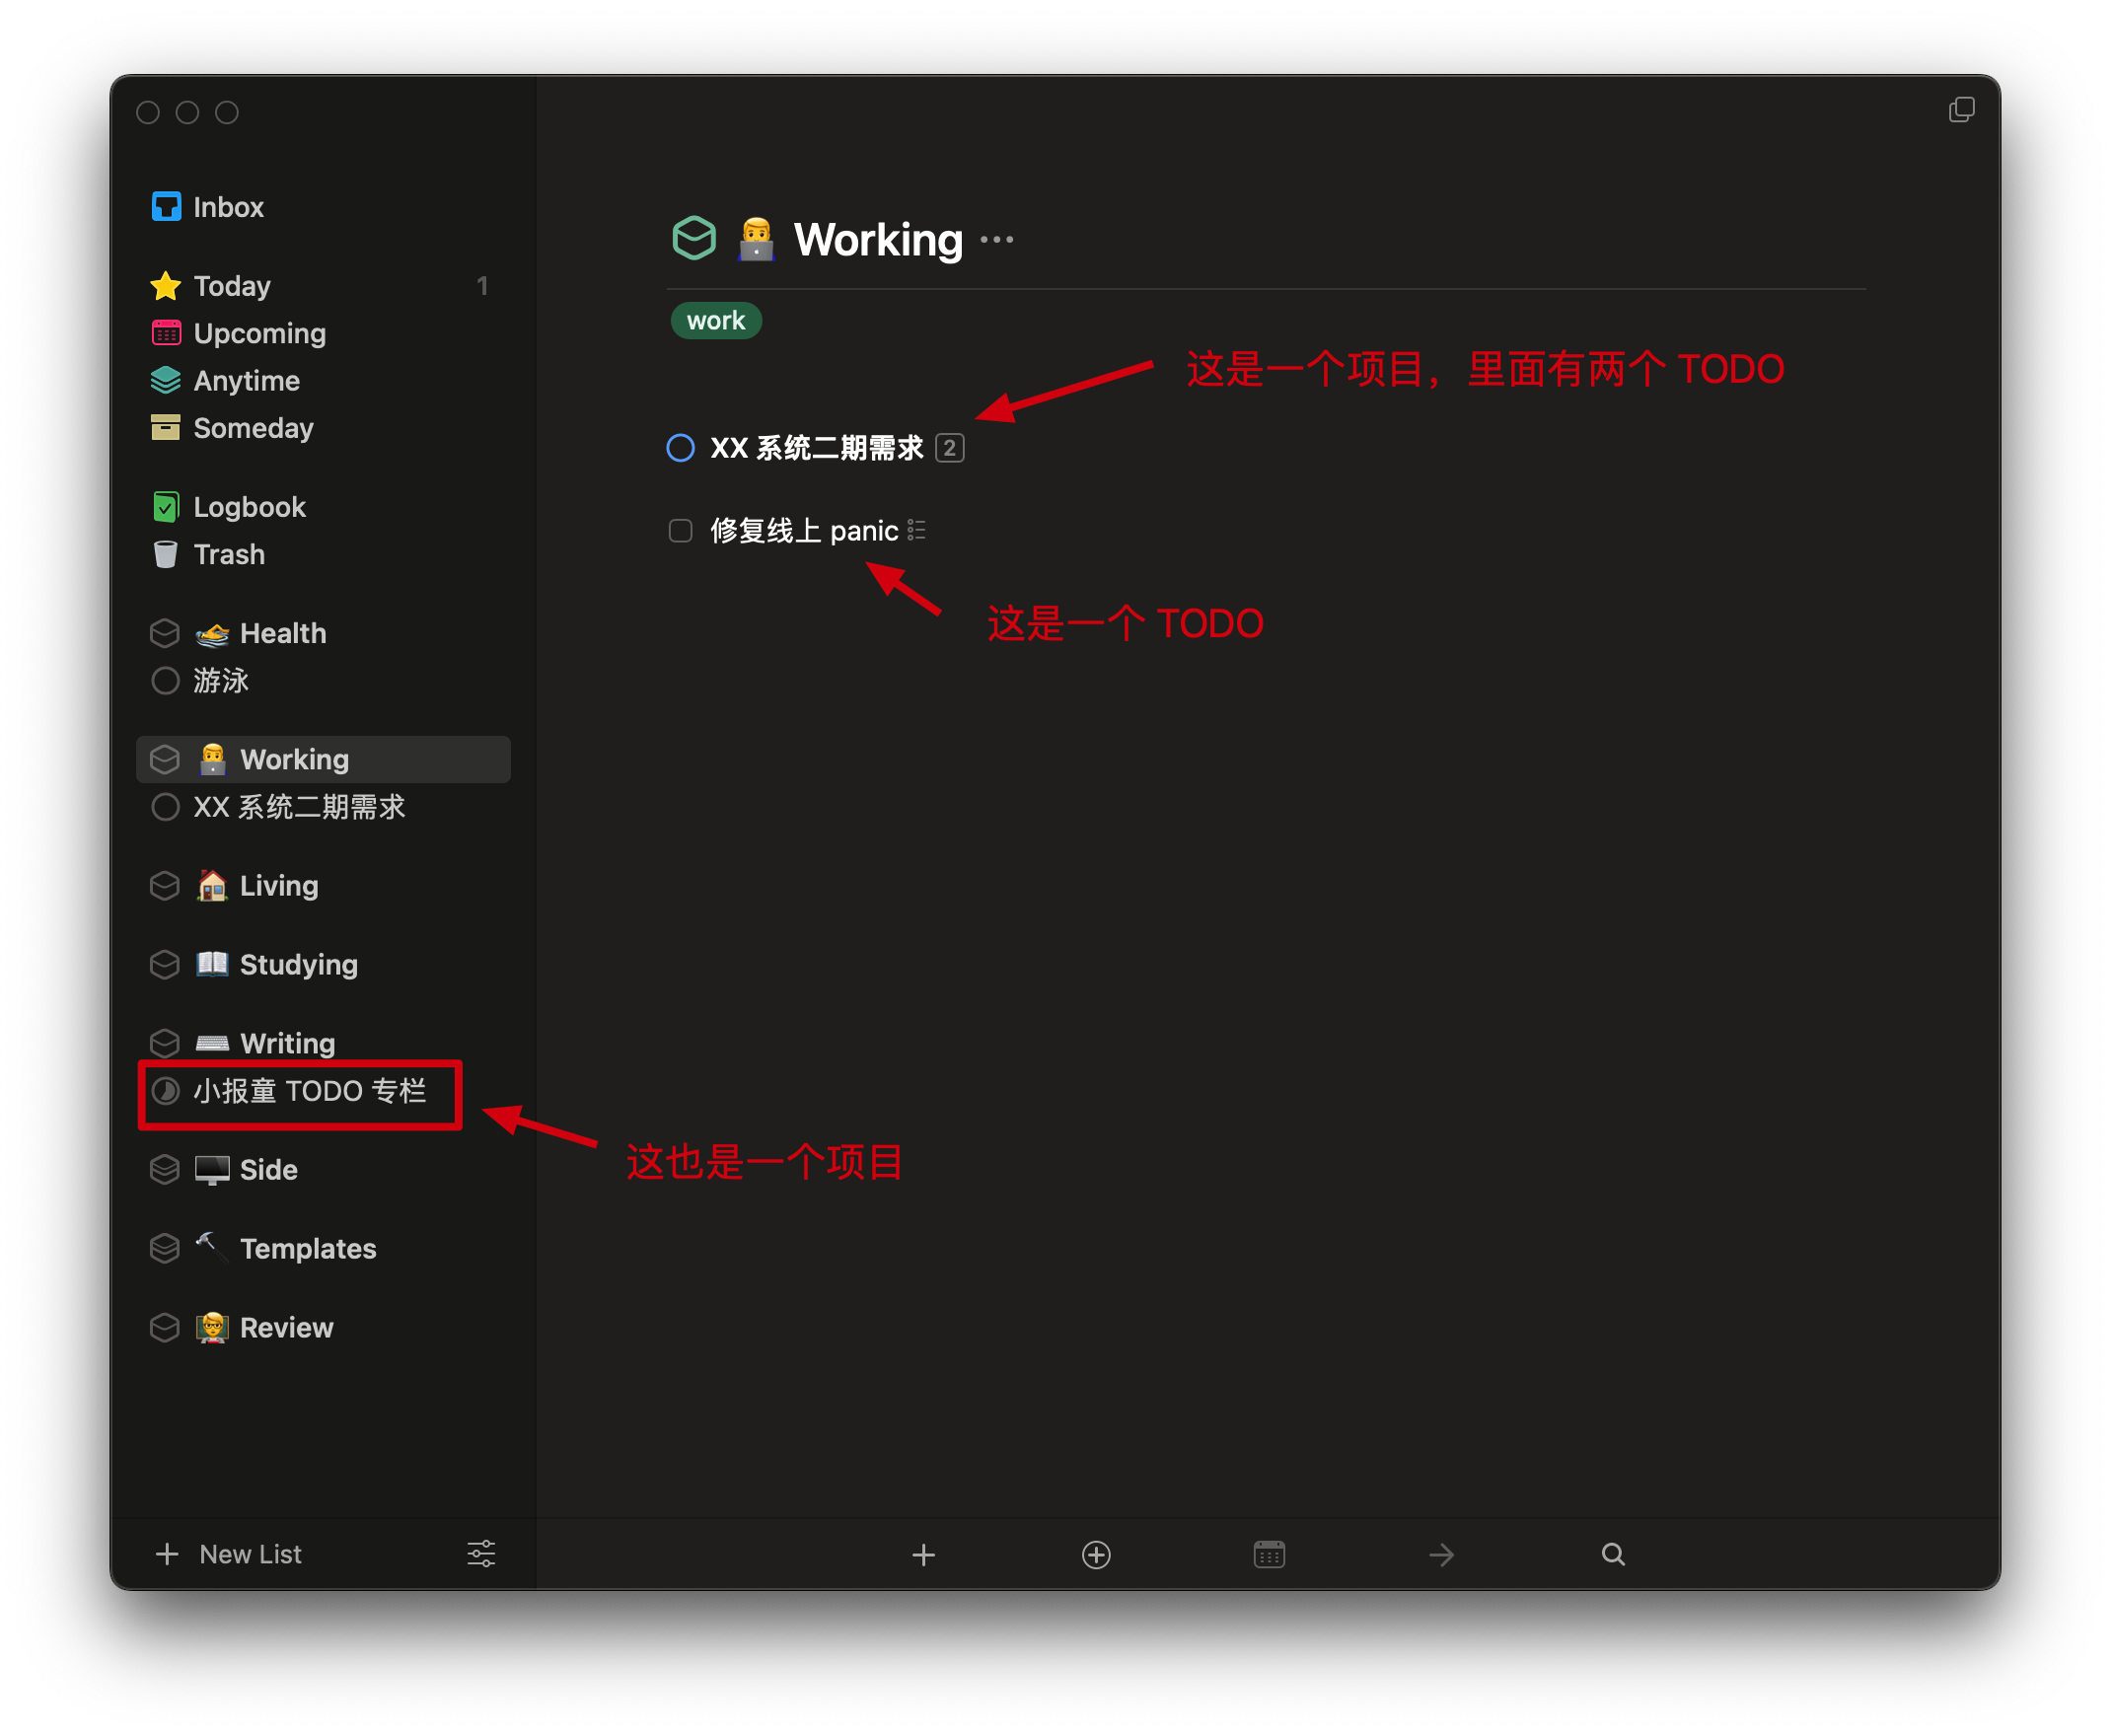 Inbox
Today 1
Upcoming
Anytime
Someday
Logbook
Trash
Health
游泳
Working
XX 系统二期需求
Living
Studying
Writing
小报童 TODO 专栏
Side
Templates
Review
New List
Working
work
这是一个项目，里面有两个 TODO
XX 系统二期需求 2
修复线上 panic
这是一个 TODO
这也是一个项目